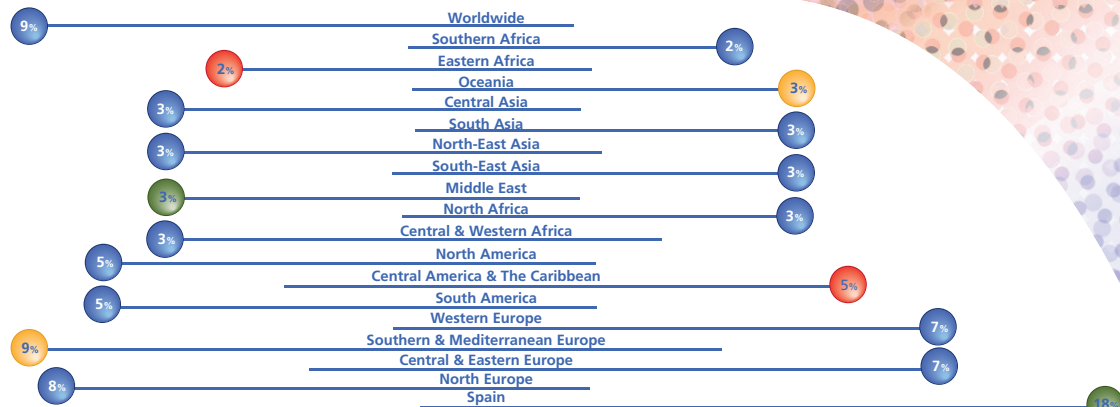 9% Worldwide
Southern Africa 2%
2% Eastern Africa
Oceania 3%
3% Central Asia
South Asia 3%
3% North-East Asia
South-East Asia 3%
3% Middle East
North Africa 3%
3% Central & Western Africa
5% North America
Central America & The Caribbean 5%
5% South America
Western Europe 7%
9% Southern & Mediterranean Europe
Central & Eastern Europe 7%
8% North Europe
Spain 18%